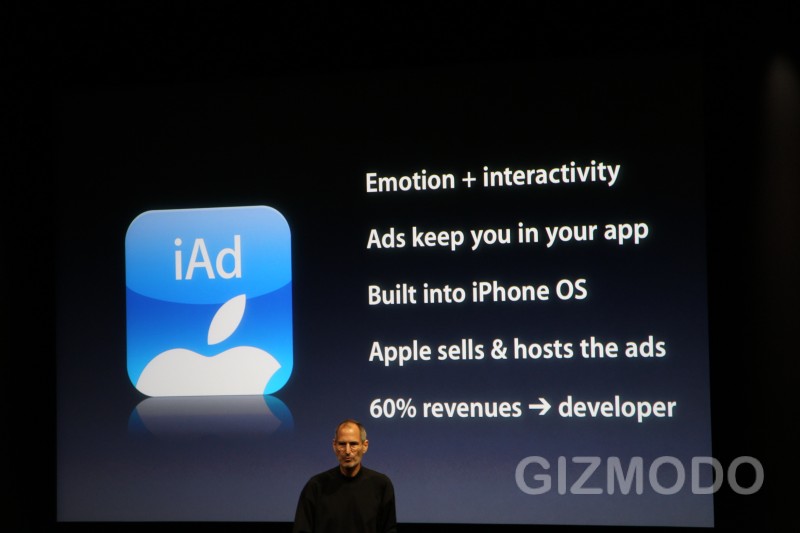 iAd
Emotion + interactivity
Ads keep you in your app
Built into iPhone OS
Apple sells & hosts the ads
60% revenues → developer
GIZMODO